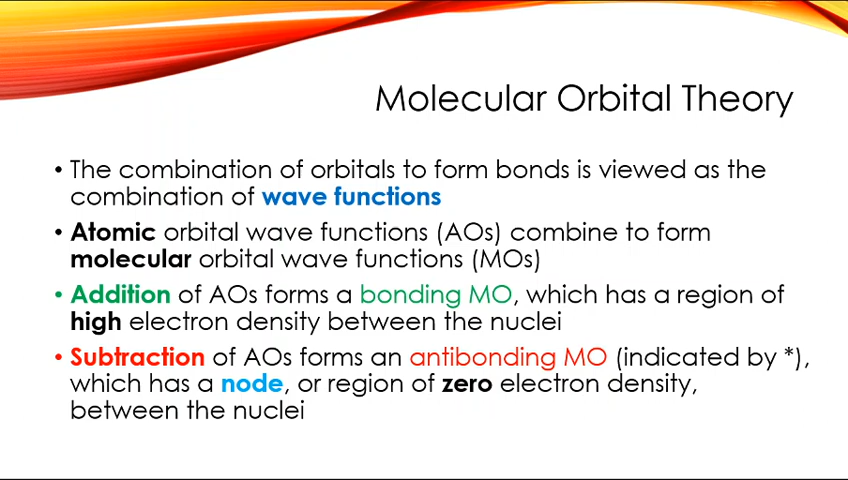 Molecular Orbital Theory
• The combination of orbitals to form bonds is viewed as the
combination of wave functions
• Atomic orbital wave functions (AOs) combine to form
molecular orbital wave functions (MOs)
• Addition of AOs forms a bonding MO, which has a region of
high electron density between the nuclei
• Subtraction of AOs forms an antibonding MO (indicated by *),
which has a node, or region of zero electron density,
between the nuclei